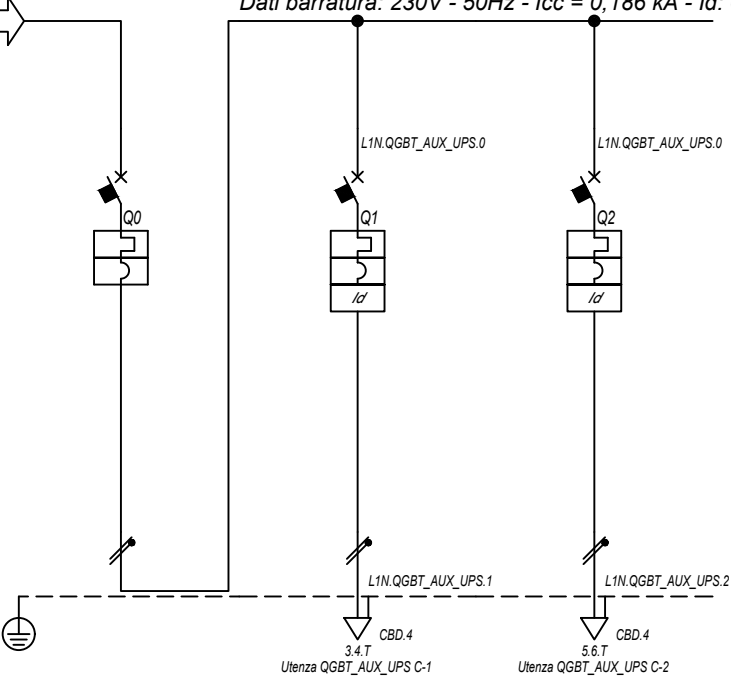 Dati barratura: 230V - 50Hz - Icc = 0,186 kA - Id:
L1N.QGBT_AUX_UPS.0
L1N.QGBT_AUX_UPS.0
Q0
Q1
Q2
Id
Id
L1N.QGBT_AUX_UPS.1
L1N.QGBT_AUX_UPS.2
CBD.4
CBD.4
3.4.T
5.6.T
Utenza QGBT_AUX_UPS C-1
Utenza QGBT_AUX_UPS C-2